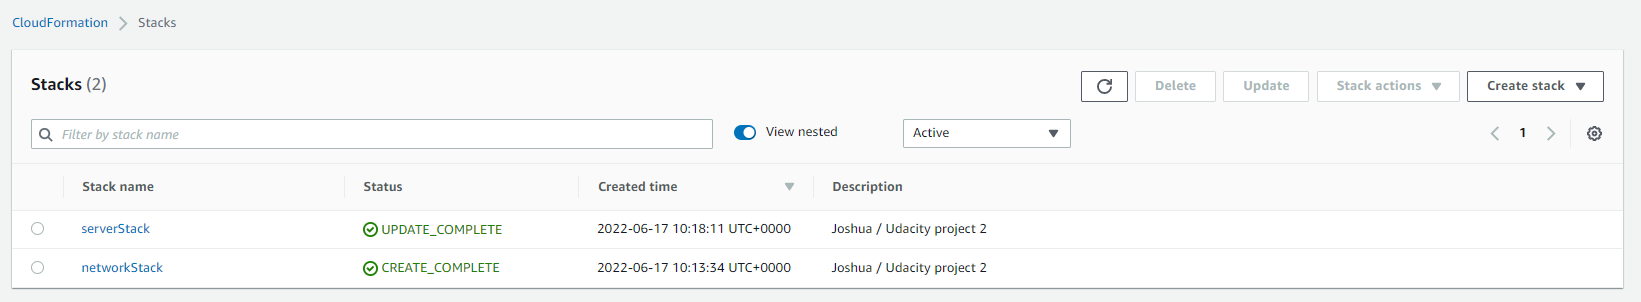 CloudFormation > Stacks
Stacks (2) Delete Update Stack actions Create stack
Filter by stack name View nested Active 1
Stack name Status Created time Description
serverStack UPDATE_COMPLETE 2022-06-17 10:18:11 UTC+0000 Joshua / Udacity project 2
networkStack CREATE_COMPLETE 2022-06-17 10:13:34 UTC+0000 Joshua / Udacity project 2